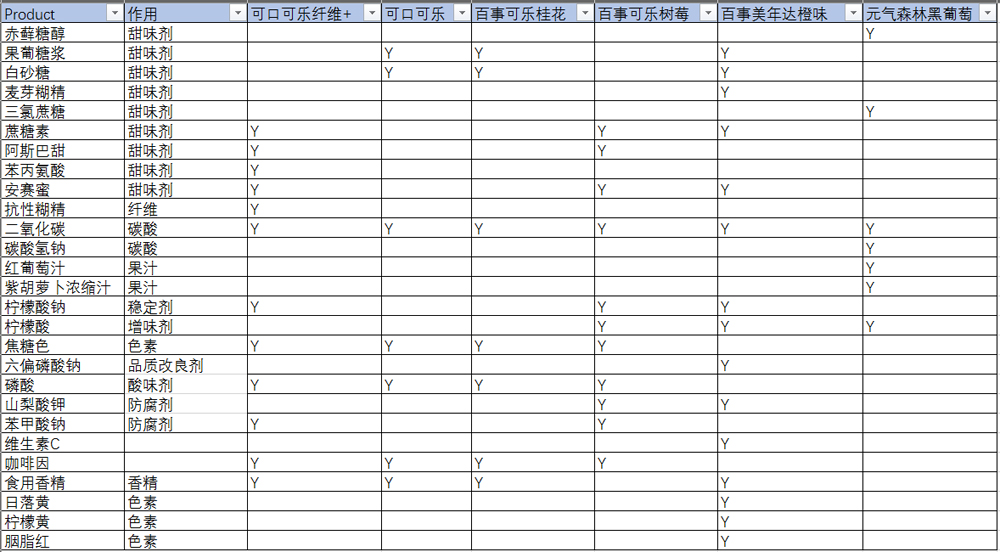 Product 作用 可口可乐纤维+ 可口可乐 百事可乐桂花 百事可乐树莓 百事美年达橙味 元气森林黑葡萄
赤藓糖醇 甜味剂 Y
果葡糖浆 甜味剂 Y Y Y
白砂糖 甜味剂 Y Y Y
麦芽糊精 甜味剂 Y
三氯蔗糖 甜味剂 Y
蔗糖素 甜味剂 Y Y Y
阿斯巴甜 甜味剂 Y Y
苯丙氨酸 甜味剂 Y
安赛蜜 甜味剂 Y Y Y
抗性糊精 纤维 Y
二氧化碳 碳酸 Y Y Y Y Y Y
碳酸氢钠 碳酸 Y
红葡萄汁 果汁 Y
紫胡萝卜浓缩汁 果汁 Y
柠檬酸钠 稳定剂 Y Y Y
柠檬酸 增味剂 Y Y Y
焦糖色 色素 Y Y Y Y
六偏磷酸钠 品质改良剂 Y
磷酸 酸味剂 Y Y Y Y
山梨酸钾 防腐剂 Y Y
苯甲酸钠 防腐剂 Y Y
维生素C Y
咖啡因 Y Y Y Y
食用香精 香精 Y Y Y Y
日落黄 色素 Y
柠檬黄 色素 Y
胭脂红 色素 Y